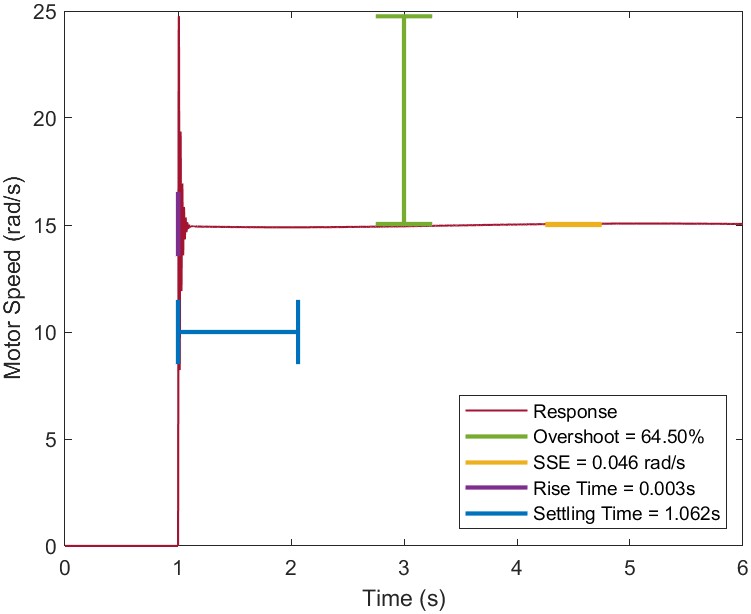 25
20
15
10
5
0
0 1 2 3 4 5 6
Motor Speed (rad/s)
Time (s)
Response
Overshoot = 64.50%
SSE = 0.046 rad/s
Rise Time = 0.003s
Settling Time = 1.062s